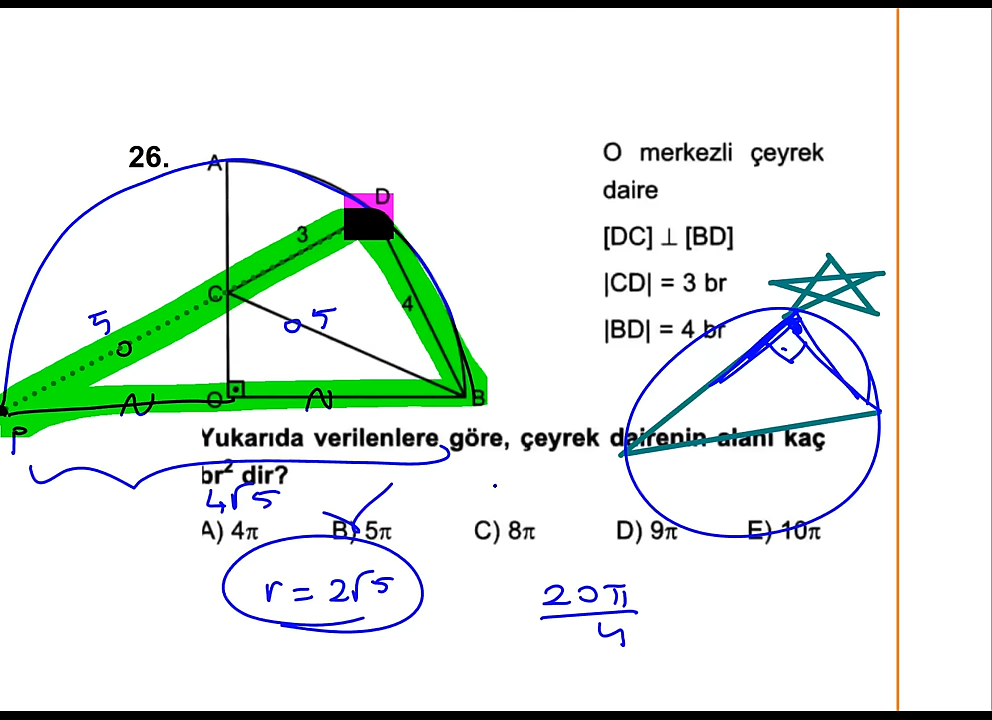 26.
A
D
3
C
4
5
5
O
B
P
O merkezli çeyrek
daire
[DC] ⊥ [BD]
|CD| = 3 br
|BD| = 4 br
Yukarıda verilenlere göre, çeyrek dairenin alanı kaç
br² dir?
4√5
A) 4π B) 5π C) 8π D) 9π E) 10π
r = 2√5
20π
4